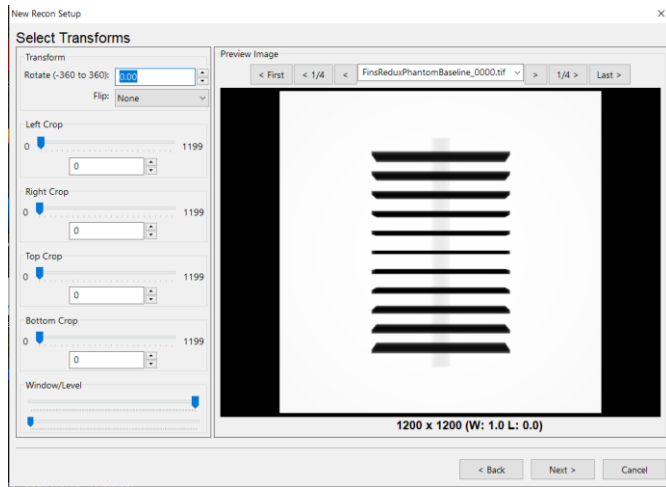 New Recon Setup
Select Transforms
Transform
Rotate (-360 to 360): 0.00
Flip: None
Left Crop
0 1199
0
Right Crop
0 1199
0
Top Crop
0 1199
0
Bottom Crop
0 1199
0
Window/Level
Preview Image
< First < 1/4 < FinsReduxPhantomBaseline_0000.tif > 1/4 > Last >
1200 x 1200 (W: 1.0 L: 0.0)
< Back Next > Cancel